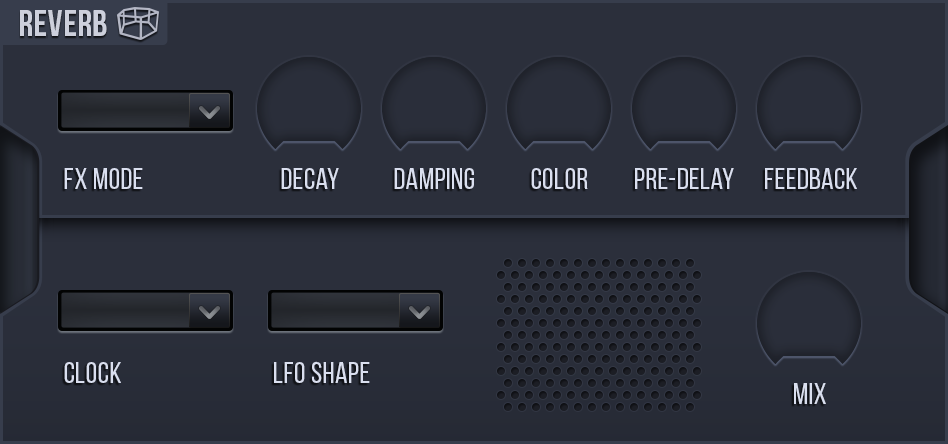 REVERB
FX MODE
DECAY
DAMPING
COLOR
PRE-DELAY
FEEDBACK
CLOCK
LFO SHAPE
MIX